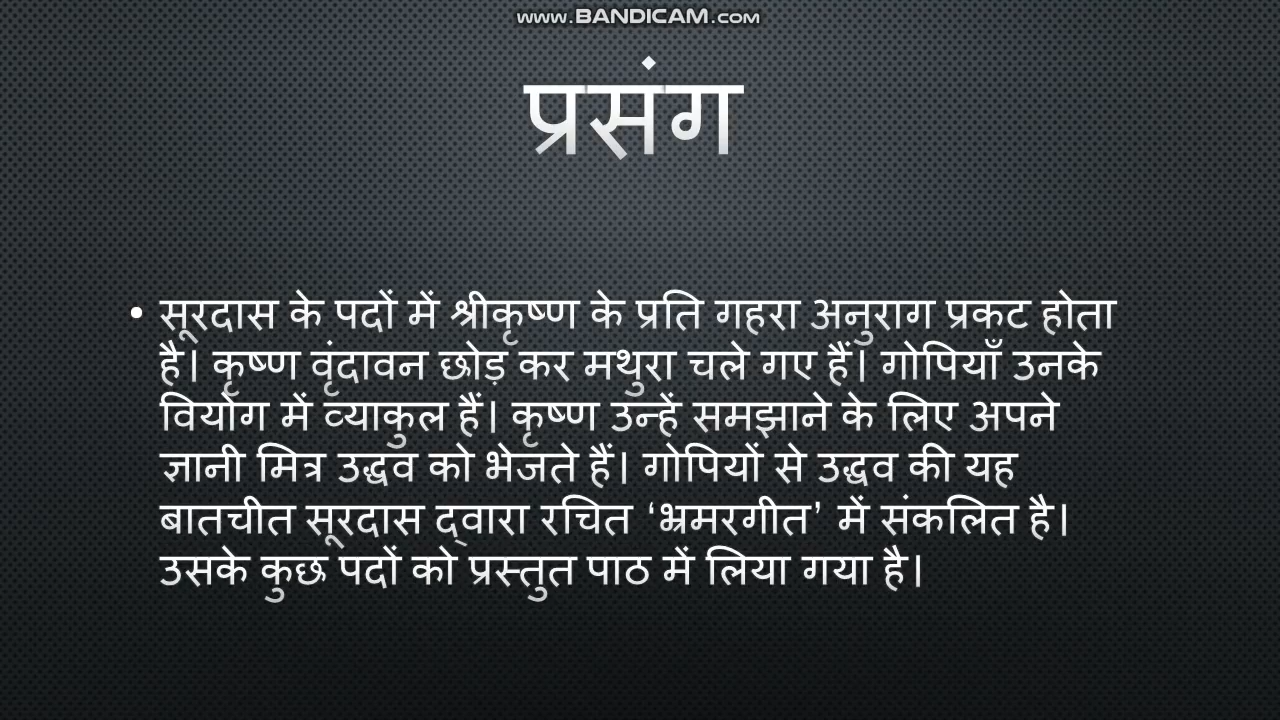 www.BANDICAM.com
प्रसंग
• सूरदास के पदों में श्रीकृष्ण के प्रति गहरा अनुराग प्रकट होता
है। कृष्ण वृंदावन छोड़ कर मथुरा चले गए हैं। गोपियाँ उनके
वियोग में व्याकुल हैं। कृष्ण उन्हें समझाने के लिए अपने
ज्ञानी मित्र उद्धव को भेजते हैं। गोपियों से उद्धव की यह
बातचीत सूरदास द्‌वारा रचित ‘भ्रमरगीत’ में संकलित है।
उसके कुछ पदों को प्रस्तुत पाठ में लिया गया है।